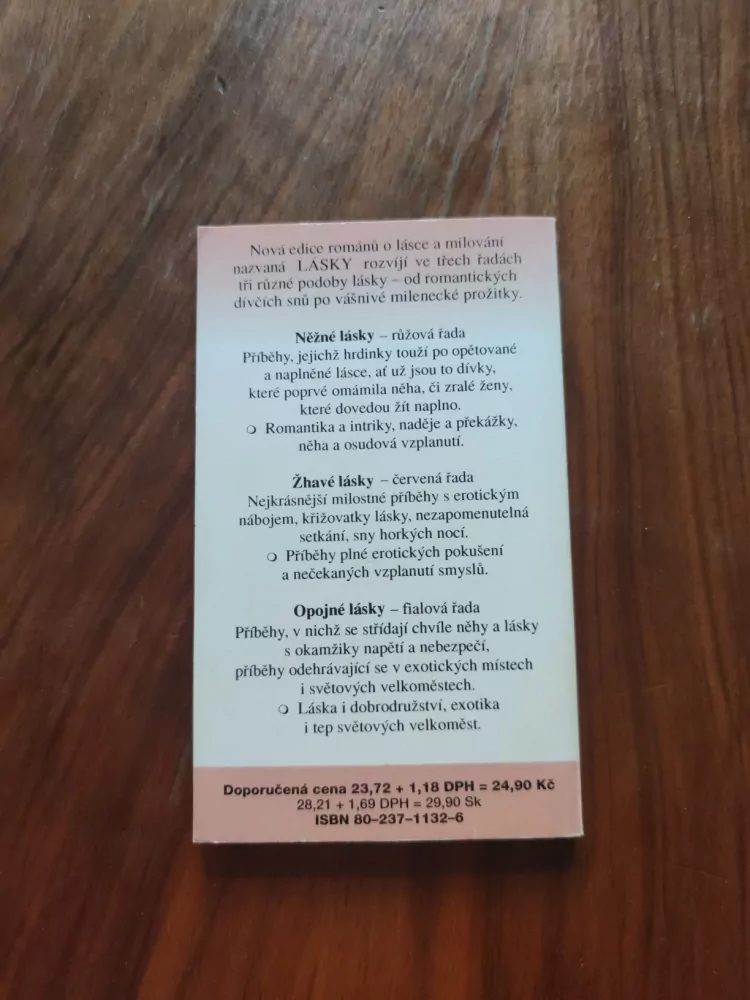 Nová edice románů o lásce a milování
nazvaná LÁSKY rozvíjí ve třech řadách
tři různé podoby lásky – od romantických
dívčích snů po vášnivé milenecké prožitky.
Něžné lásky – růžová řada
Příběhy, jejichž hrdinky touží po opětované
a naplněné lásce, ať už jsou to dívky,
které poprvé omámila něha, či zralé ženy,
které dovedou žít naplno.
❍ Romantika a intriky, naděje a překážky,
něha a osudová vzplanutí.
Žhavé lásky – červená řada
Nejkrásnější milostné příběhy s erotickým
nábojem, křižovatky lásky, nezapomenutelná
setkání, sny horkých nocí.
❍ Příběhy plné erotických pokušení
a nečekaných vzplanutí smyslů.
Opojné lásky – fialová řada
Příběhy, v nichž se střídají chvíle něhy a lásky
s okamžiky napětí a nebezpečí,
příběhy odehrávající se v exotických místech
i světových velkoměstech.
❍ Láska i dobrodružství, exotika
i tep světových velkoměst.
Doporučená cena 23,72 + 1,18 DPH = 24,90 Kč
28,21 + 1,69 DPH = 29,90 Sk
ISBN 80–237–1132–6